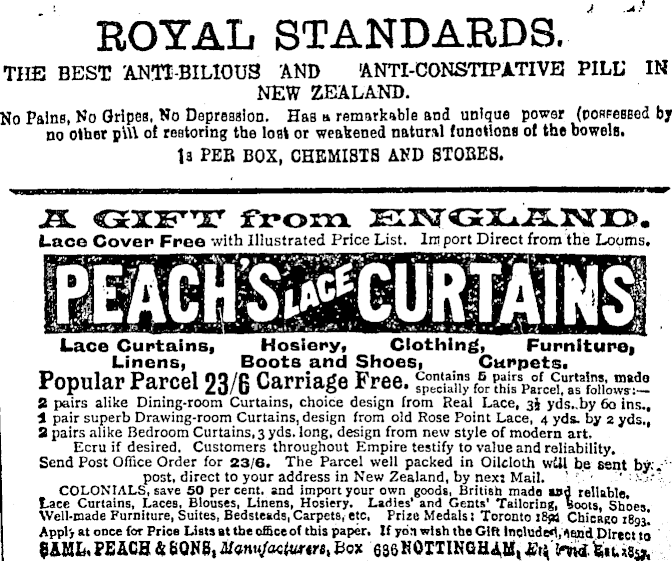 ROYAL STANDARDS.
THE BEST ANTI-BILIOUS AND ANTI-CONSTIPATIVE PILL IN
NEW ZEALAND.
No Pains, No Gripes, No Depression. Has a remarkable and unique power (possessed by
no other pill of restoring the lost or weakened natural functions of the bowels.
1s PER BOX, CHEMISTS AND STORES.
A GIFT from ENGLAND.
Lace Cover Free with Illustrated Price List. Import Direct from the Looms.
PEACH'S LACE CURTAINS
Lace Curtains, Hosiery, Clothing, Furniture,
Linens, Boots and Shoes, Carpets.
Popular Parcel 23/6 Carriage Free. Contains 5 pairs of Curtains, made
specially for this Parcel, as follows:—
2 pairs alike Dining-room Curtains, choice design from Real Lace, 3½ yds. by 60 ins.,
1 pair superb Drawing-room Curtains, design from old Rose Point Lace, 4 yds. by 2 yds.,
2 pairs alike Bedroom Curtains, 3 yds. long, design from new style of modern art.
Ecru if desired. Customers throughout Empire testify to value and reliability.
Send Post Office Order for 23/6. The Parcel well packed in Oilcloth will be sent by
post, direct to your address in New Zealand, by next Mail.
COLONIALS, save 50 per cent. and import your own goods, British made and reliable.
Lace Curtains, Laces, Blouses, Linens, Hosiery. Ladies' and Gents' Tailoring, Boots, Shoes.
Well-made Furniture, Suites, Bedsteads, Carpets, etc. Prize Medals: Toronto Chicago 1893.
Apply at once for Price Lists at the office of this paper. If you wish the Gift Included, send Direct to
SAML. PEACH & SONS, Manufacturers, Box 636 NOTTINGHAM, Est. 1857.